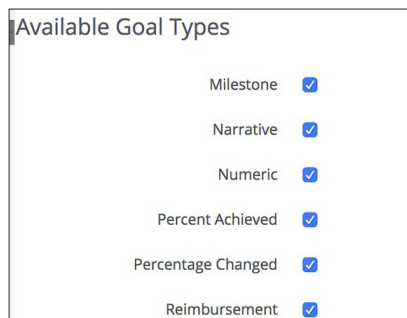 Available Goal Types
Milestone
Narrative
Numeric
Percent Achieved
Percentage Changed
Reimbursement